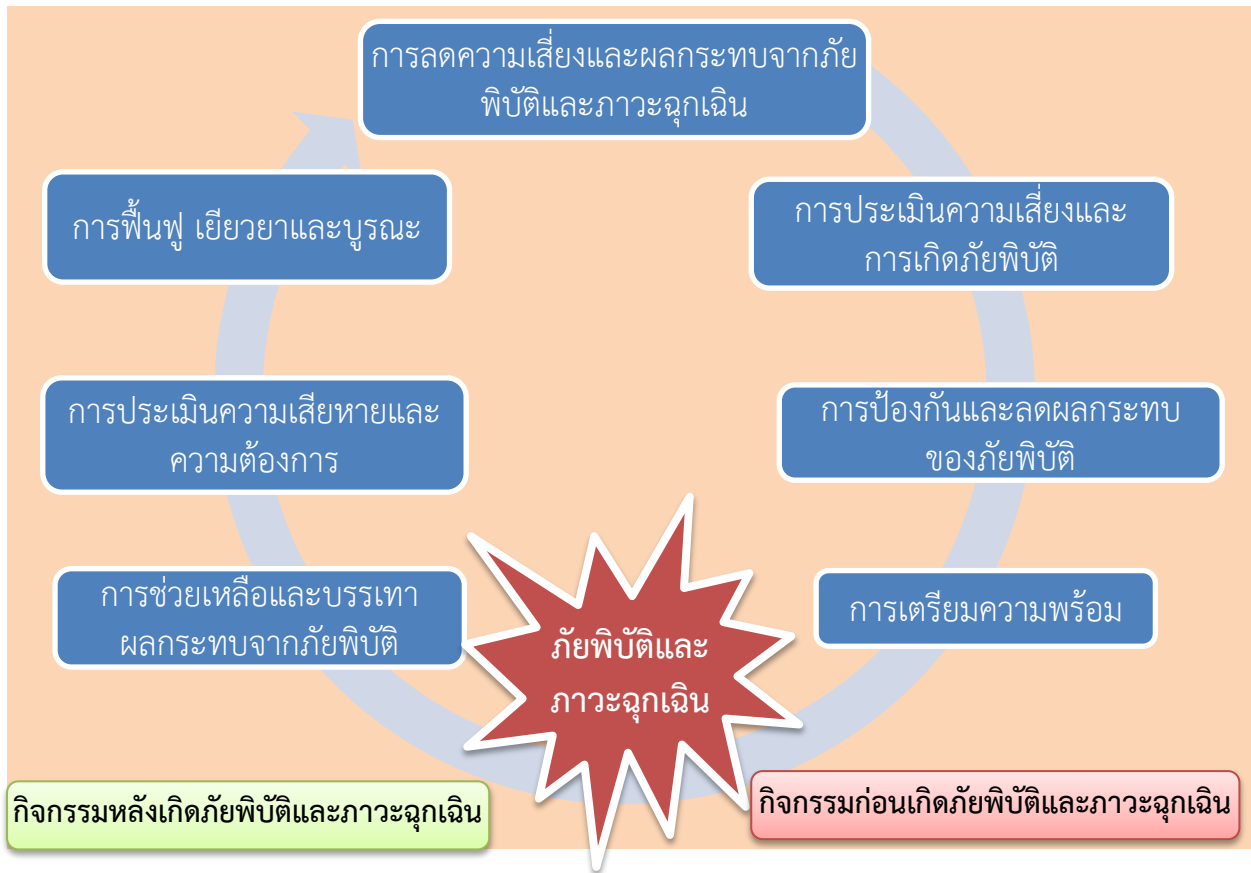 การลดความเสี่ยงและผลกระทบจากภัย
พิบัติและภาวะฉุกเฉิน
การประเมินความเสี่ยงและ
การเกิดภัยพิบัติ
การป้องกันและลดผลกระทบ
ของภัยพิบัติ
การเตรียมความพร้อม
ภัยพิบัติและ
ภาวะฉุกเฉิน
การช่วยเหลือและบรรเทา
ผลกระทบจากภัยพิบัติ
การประเมินความเสียหายและ
ความต้องการ
การฟื้นฟู เยียวยาและบูรณะ
กิจกรรมหลังเกิดภัยพิบัติและภาวะฉุกเฉิน
กิจกรรมก่อนเกิดภัยพิบัติและภาวะฉุกเฉิน